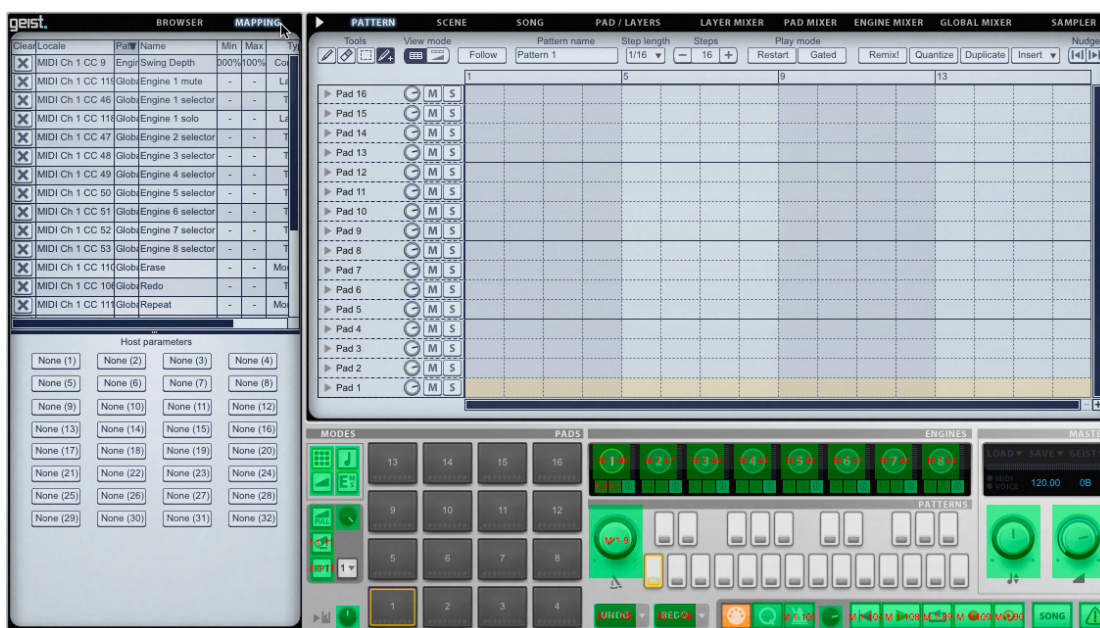 geist. BROWSER MAPPING
Clear Locale Name Min Max
MIDI Ch 1 CC 9 Swing Depth 100%
MIDI Ch 1 CC 119 Engine 1 mute - -
MIDI Ch 1 CC 46 Engine 1 selector - -
MIDI Ch 1 CC 118 Engine 1 solo - -
MIDI Ch 1 CC 47 Engine 2 selector - -
MIDI Ch 1 CC 48 Engine 3 selector - -
MIDI Ch 1 CC 49 Engine 4 selector - -
MIDI Ch 1 CC 50 Engine 5 selector - -
MIDI Ch 1 CC 51 Engine 6 selector - -
MIDI Ch 1 CC 52 Engine 7 selector - -
MIDI Ch 1 CC 53 Engine 8 selector - -
MIDI Ch 1 CC 110 Erase - -
MIDI Ch 1 CC 106 Redo - -
MIDI Ch 1 CC 111 Repeat - -
Host parameters
None (1) None (2) None (3) None (4)
None (5) None (6) None (7) None (8)
None (9) None (10) None (11) None (12)
None (13) None (14) None (15) None (16)
None (17) None (18) None (19) None (20)
None (21) None (22) None (23) None (24)
None (25) None (26) None (27) None (28)
None (29) None (30) None (31) None (32)
PATTERN SCENE SONG PAD / LAYERS LAYER MIXER PAD MIXER ENGINE MIXER GLOBAL MIXER SAMPLER
Tools View mode Pattern name Step length Steps Play mode Nudge
Follow Pattern 1 1/16 16 Restart Gated Remix! Quantize Duplicate Insert
1 5 9 13
Pad 16 M S
Pad 15 M S
Pad 14 M S
Pad 13 M S
Pad 12 M S
Pad 11 M S
Pad 10 M S
Pad 9 M S
Pad 8 M S
Pad 7 M S
Pad 6 M S
Pad 5 M S
Pad 4 M S
Pad 3 M S
Pad 2 M S
Pad 1 M S
MODES PADS ENGINES
13 14 15 16
9 10 11 12
5 6 7 8
1 2 3 4
FULL
1
LOAD SAVE GEIST
MIDI
VOICE 120.00 0B
PATTERNS
UNDO REDO SONG